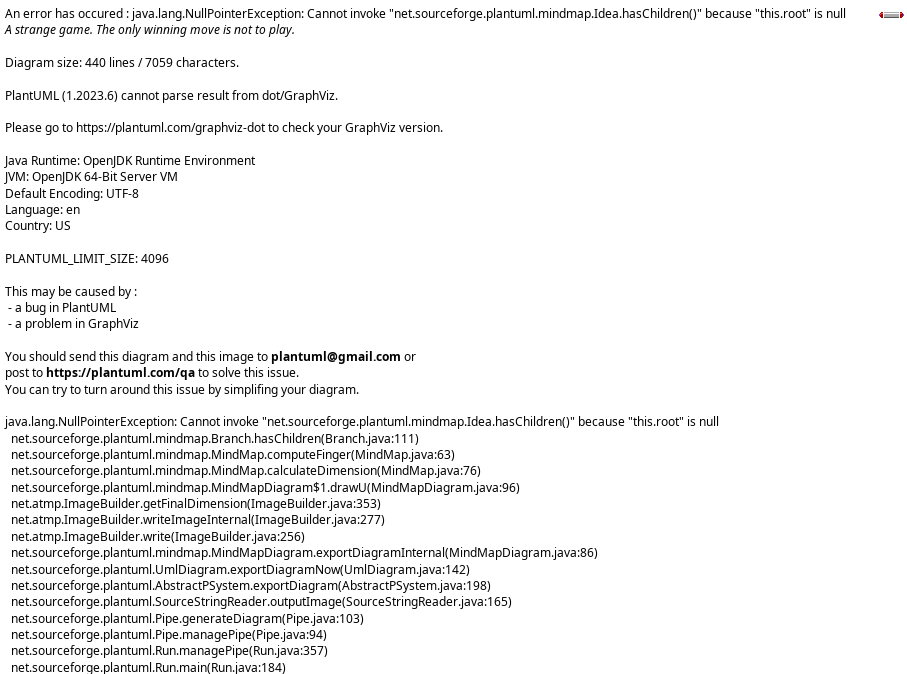 An error has occured : java.lang.NullPointerException: Cannot invoke "net.sourceforge.plantuml.mindmap.Idea.hasChildren()" because "this.root" is null
A strange game. The only winning move is not to play.
Diagram size: 440 lines / 7059 characters.
PlantUML (1.2023.6) cannot parse result from dot/GraphViz.
Please go to https://plantuml.com/graphviz-dot to check your GraphViz version.
Java Runtime: OpenJDK Runtime Environment
JVM: OpenJDK 64-Bit Server VM
Default Encoding: UTF-8
Language: en
Country: US
PLANTUML_LIMIT_SIZE: 4096
This may be caused by :
- a bug in PlantUML
- a problem in GraphViz
You should send this diagram and this image to plantuml@gmail.com or
post to https://plantuml.com/qa to solve this issue.
You can try to turn around this issue by simplifing your diagram.
java.lang.NullPointerException: Cannot invoke "net.sourceforge.plantuml.mindmap.Idea.hasChildren()" because "this.root" is null
net.sourceforge.plantuml.mindmap.Branch.hasChildren(Branch.java:111)
net.sourceforge.plantuml.mindmap.MindMap.computeFinger(MindMap.java:63)
net.sourceforge.plantuml.mindmap.MindMap.calculateDimension(MindMap.java:76)
net.sourceforge.plantuml.mindmap.MindMapDiagram$1.drawU(MindMapDiagram.java:96)
net.atmp.ImageBuilder.getFinalDimension(ImageBuilder.java:353)
net.atmp.ImageBuilder.writeImageInternal(ImageBuilder.java:277)
net.atmp.ImageBuilder.write(ImageBuilder.java:256)
net.sourceforge.plantuml.mindmap.MindMapDiagram.exportDiagramInternal(MindMapDiagram.java:86)
net.sourceforge.plantuml.UmlDiagram.exportDiagramNow(UmlDiagram.java:142)
net.sourceforge.plantuml.AbstractPSystem.exportDiagram(AbstractPSystem.java:198)
net.sourceforge.plantuml.SourceStringReader.outputImage(SourceStringReader.java:165)
net.sourceforge.plantuml.Pipe.generateDiagram(Pipe.java:103)
net.sourceforge.plantuml.Pipe.managePipe(Pipe.java:94)
net.sourceforge.plantuml.Run.managePipe(Run.java:357)
net.sourceforge.plantuml.Run.main(Run.java:184)